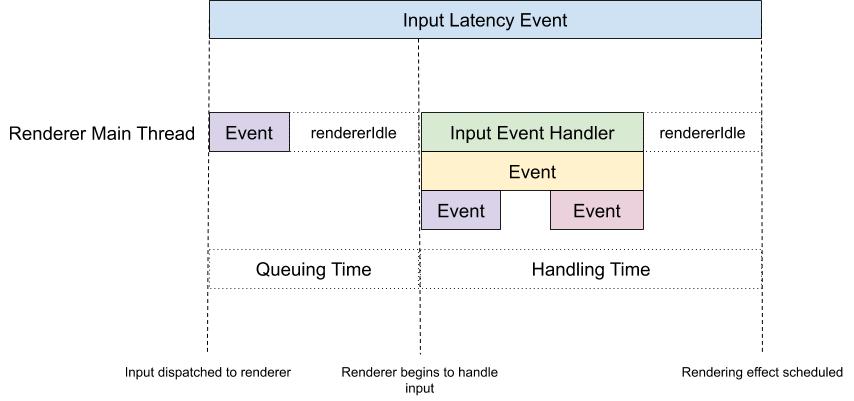 Input Latency Event
Renderer Main Thread
Event
rendererIdle
Input Event Handler
rendererIdle
Event
Event
Event
Queuing Time
Handling Time
Input dispatched to renderer
Renderer begins to handle
input
Rendering effect scheduled